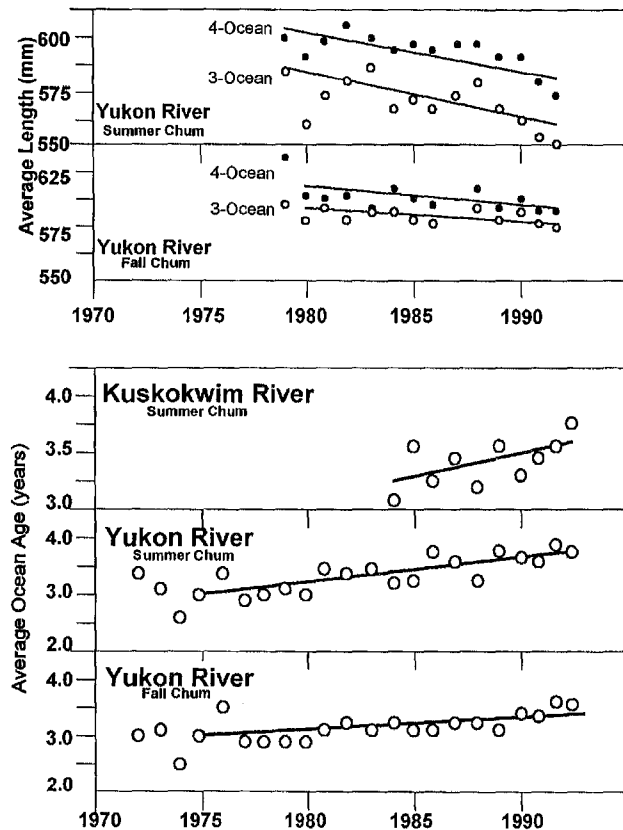 600
4-Ocean
3-Ocean
575
Yukon River
Summer Chum
550
Average Length (mm)
625
4-Ocean
3-Ocean
575
Yukon River
Fall Chum
550
1970 1975 1980 1985 1990
4.0
Kuskokwim River
Summer Chum
3.5
3.0
Average Ocean Age (years)
4.0
Yukon River
Summer Chum
3.0
2.0
4.0
Yukon River
Fall Chum
3.0
2.0
1970 1975 1980 1985 1990